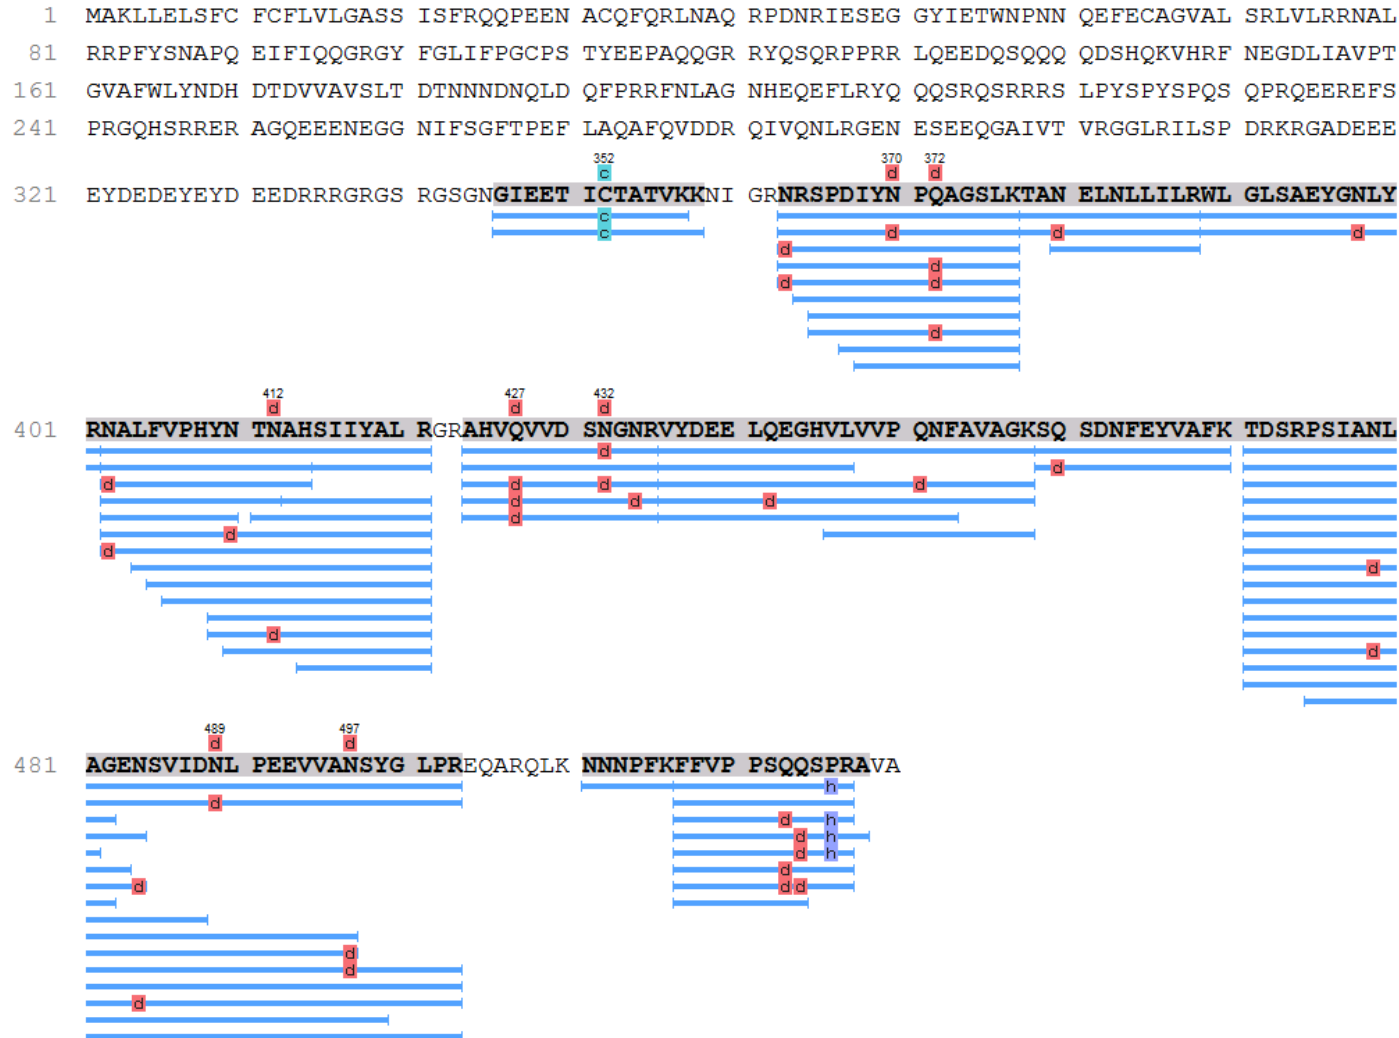 1 MAKLLELSFC FCFLVLGASS ISFRQQPEEN ACQFQRLNAQ RPDNRIESEG GYIETWNPNN QEFECAGVAL SRLVLRRNAL
81 RRPFYSNAPQ EIFIQQGRGY FGLIFPGCPS TYEEPAQQGR RYQSQRPPRR LQEEDQSQQQ QDSHQKVHRF NEGDLIAVPT
161 GVAFWLYNDH DTDVVAVSLT DTNNNDNQLD QFPRRFNLAG NHEQEFLRYQ QQSRQSRRRS LPYSPYSPQS QPRQEEREFS
241 PRGQHSRRER AGQEEENEGG NIFSGFTPEF LAQAFQVDDR QIVQNLRGEN ESEEQGAIVT VRGGLRILSP DRKRGADEEE
352 370 372
c d d
321 EYDEDEYEYD EEDRRRGRGS RGSGNGIEET ICTATVKKNI GRNRSPDIYN PQAGSLKTAN ELNLLILRWL GLSAEYGNLY
c
c d d d
d
d
d d
d
412 427 432
d d d
401 RNALFVPHYN TNAHSIIYAL RGRAHVQVVD SNGNRVYDEE LQEGHVLVVP QNFAVAGKSQ SDNFEYVAFK TDSRPSIANL
d
d
d d d d
d d d
d
d
d
d
d
d
489 497
d d
481 AGENSVIDNL PEEVVANSYG LPREQARQLK NNNPFKFFVP PSQQSPRAVA
h
d
d h
d h
d h
d
d d d
d
d
d